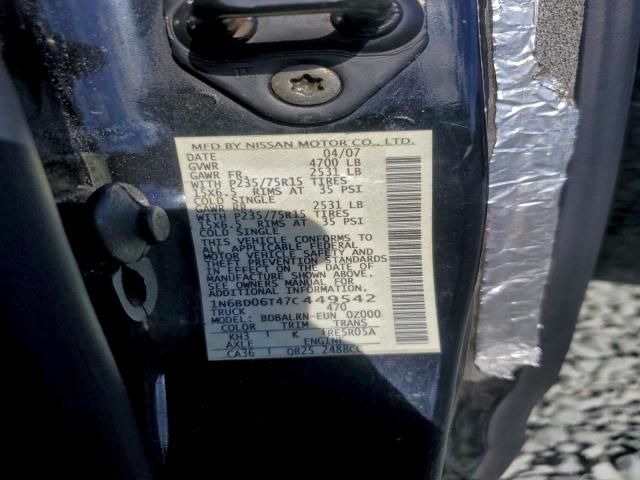 MFD BY NISSAN MOTOR CO., LTD.
DATE 04/07
GVWR 4700 LB
GAWR FR 2531 LB
WITH P235/75R15 TIRES
15X6.5 RIMS AT 35 PSI
COLD SINGLE
GAWR RR 2531 LB
WITH P235/75R15 TIRES
15X6.5 RIMS AT 35 PSI
COLD SINGLE
THIS VEHICLE CONFORMS TO
ALL APPLICABLE FEDERAL
MOTOR VEHICLE SAFETY AND
THEFT PREVENTION STANDARDS
IN EFFECT ON THE DATE OF
MANUFACTURE SHOWN ABOVE.
SEE OWNER'S MANUAL FOR
ADDITIONAL INFORMATION
1N6BD06T47C449542
TRUCK 470
MODEL: BDBALRN-EUN 0Z000
COLOR TRIM TRANS
KH3 K RE5R05A
AXLE ENGINE
CA36 QR25 2488CC